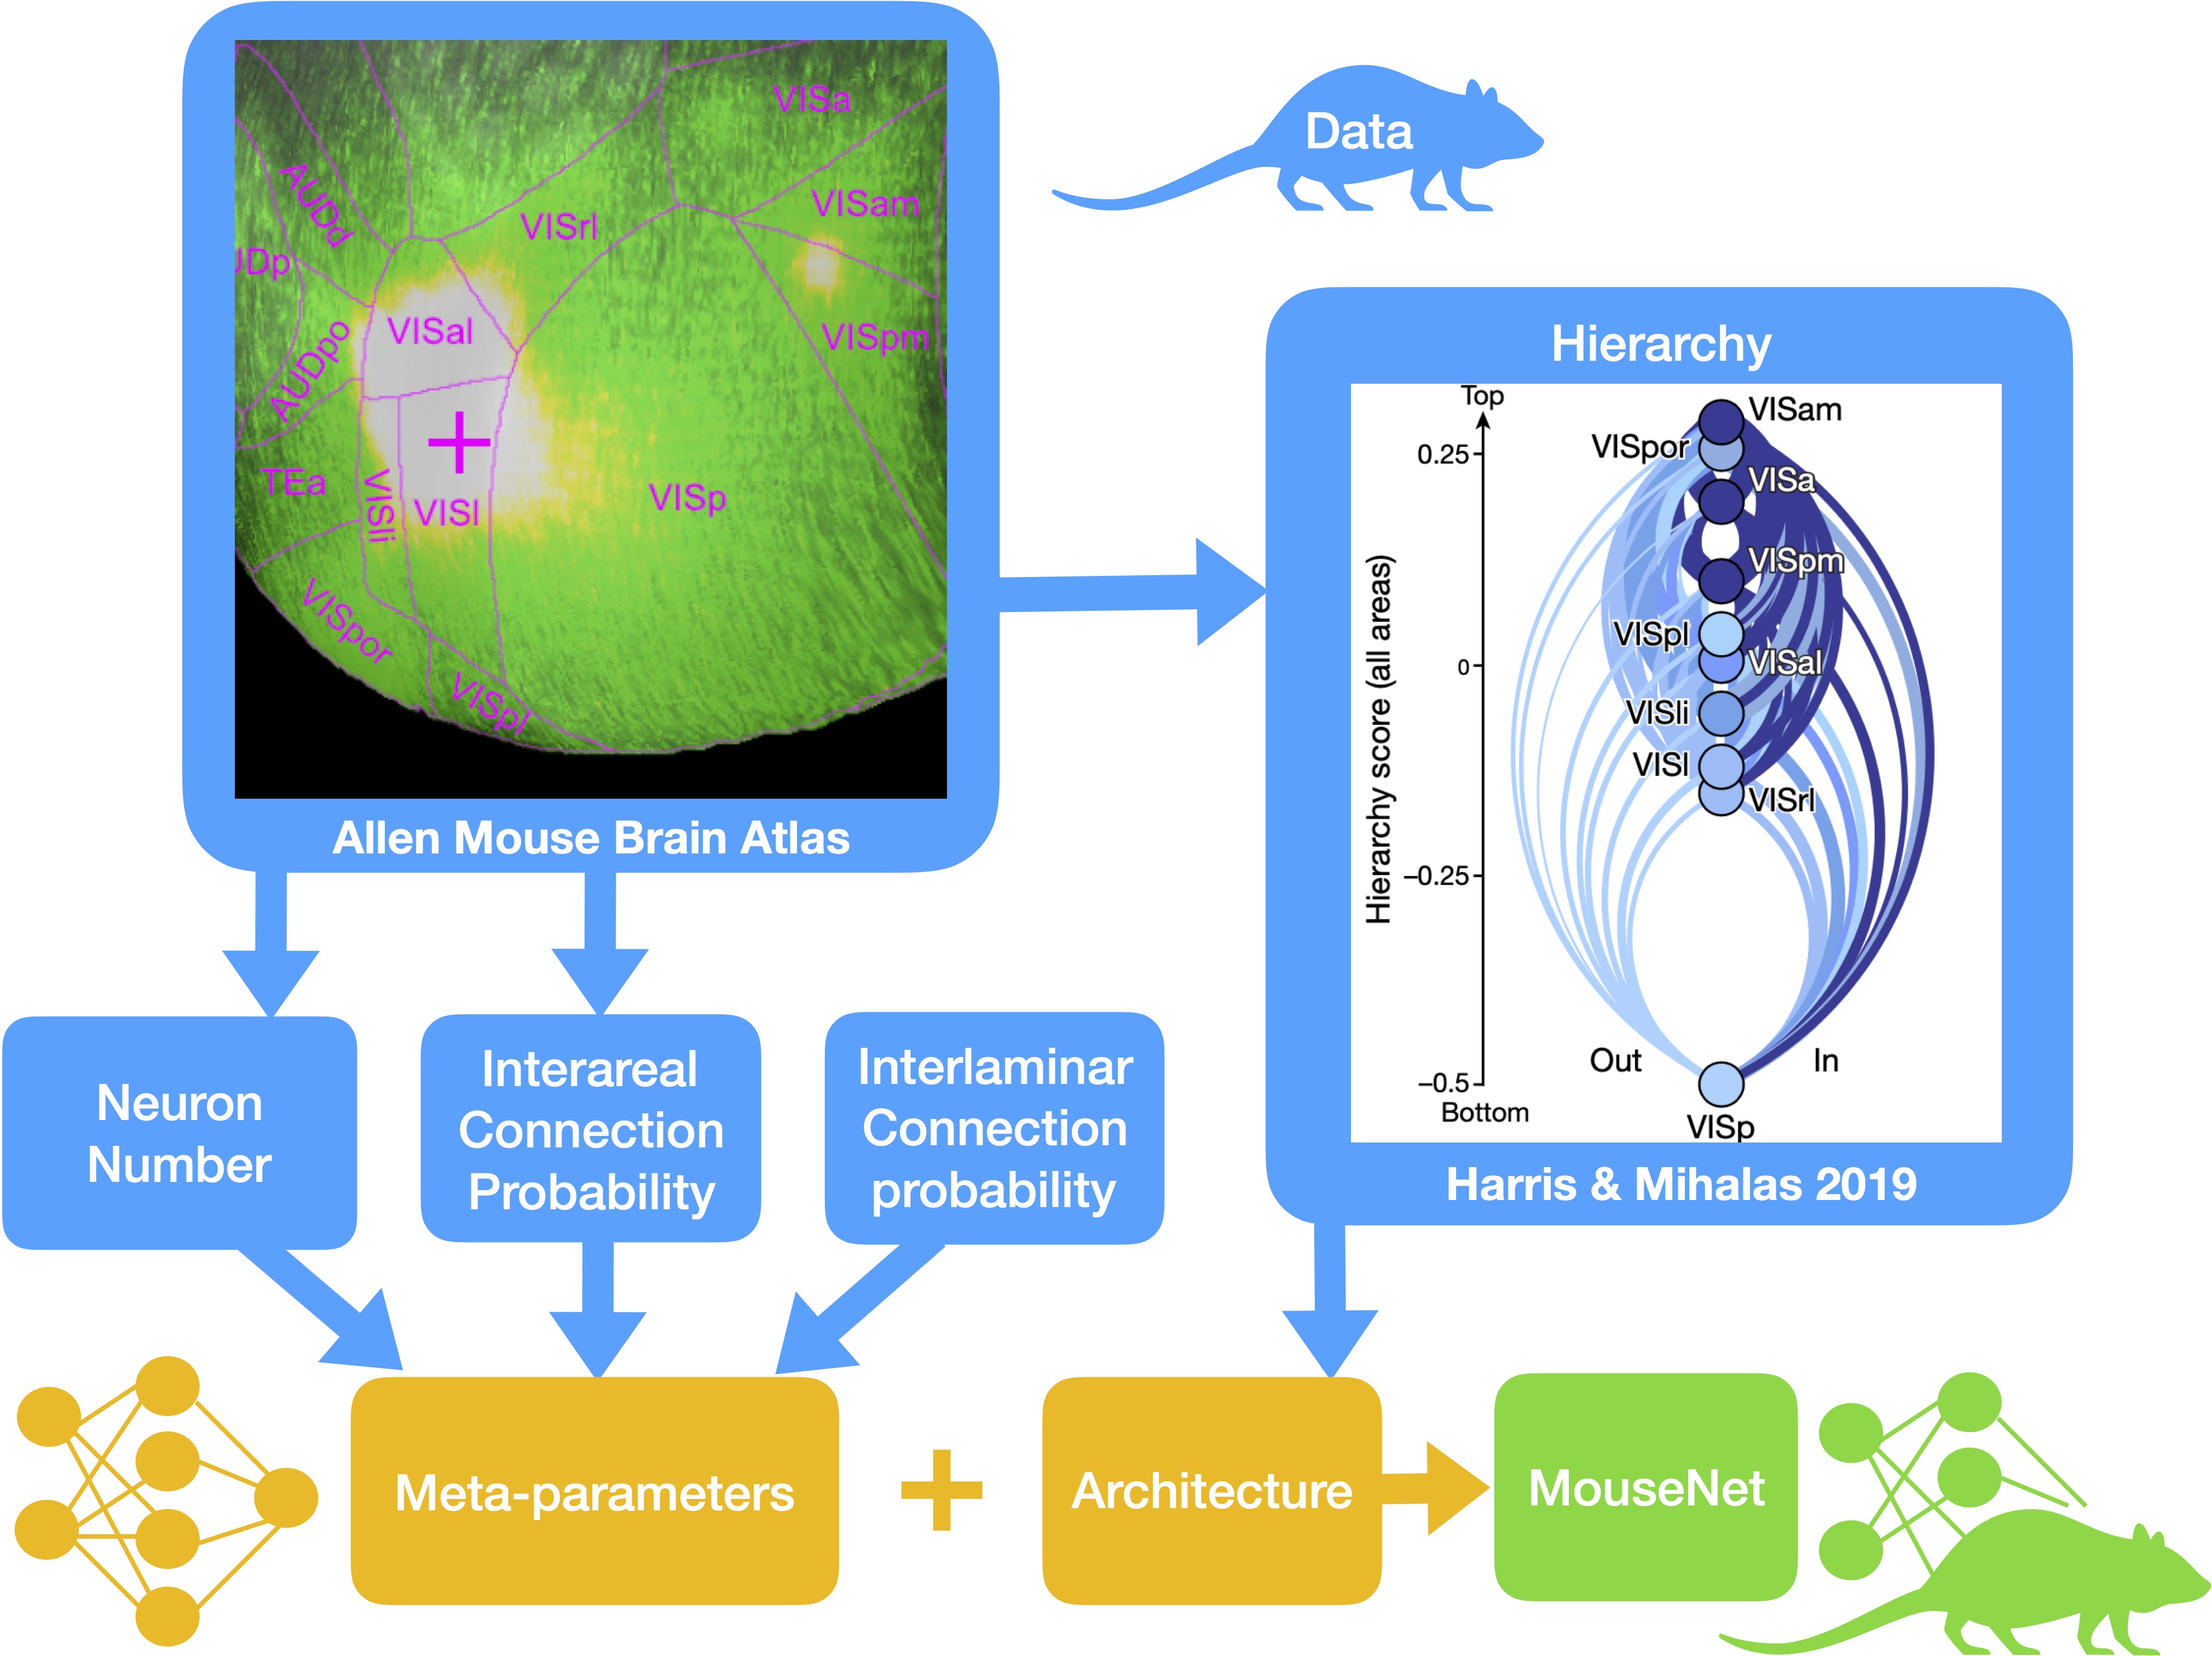 VISa
VISam
VISrl
AUDd
VISal
VISpm
AUDpo
TEa
VISli
VISl
VISp
VISpor
VISpl
JDp
Allen Mouse Brain Atlas
Data
Hierarchy
Top
VISam
VISpor
0.25
VISa
VISpm
VISpl
0
VISal
VISli
VISl
VISrl
−0.25
Hierarchy score (all areas)
Out
In
−0.5
Bottom
VISp
Harris & Mihalas 2019
Neuron
Number
Interareal
Connection
Probability
Interlaminar
Connection
probability
Meta-parameters
+
Architecture
MouseNet